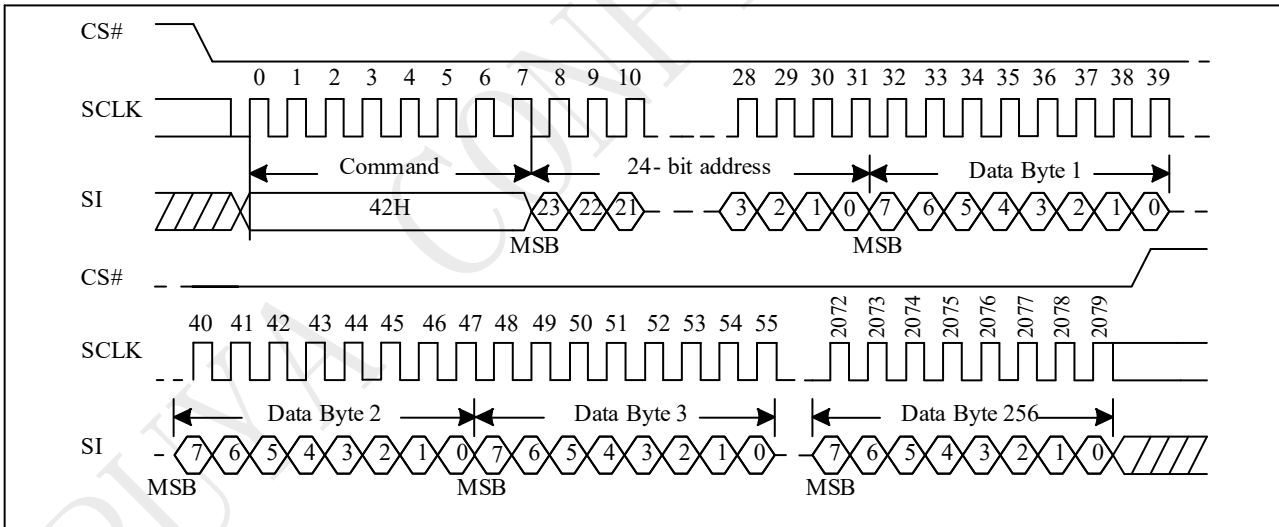 CS#
0 1 2 3 4 5 6 7 8 9 10 28 29 30 31 32 33 34 35 36 37 38 39
SCLK
Command 24- bit address Data Byte 1
SI 42H 23 22 21 3 2 1 0 7 6 5 4 3 2 1 0
MSB MSB
CS#
40 41 42 43 44 45 46 47 48 49 50 51 52 53 54 55 2072 2073 2074 2075 2076 2077 2078 2079
SCLK
Data Byte 2 Data Byte 3 Data Byte 256
SI 7 6 5 4 3 2 1 0 7 6 5 4 3 2 1 0 7 6 5 4 3 2 1 0
MSB MSB MSB
PUYA CONF